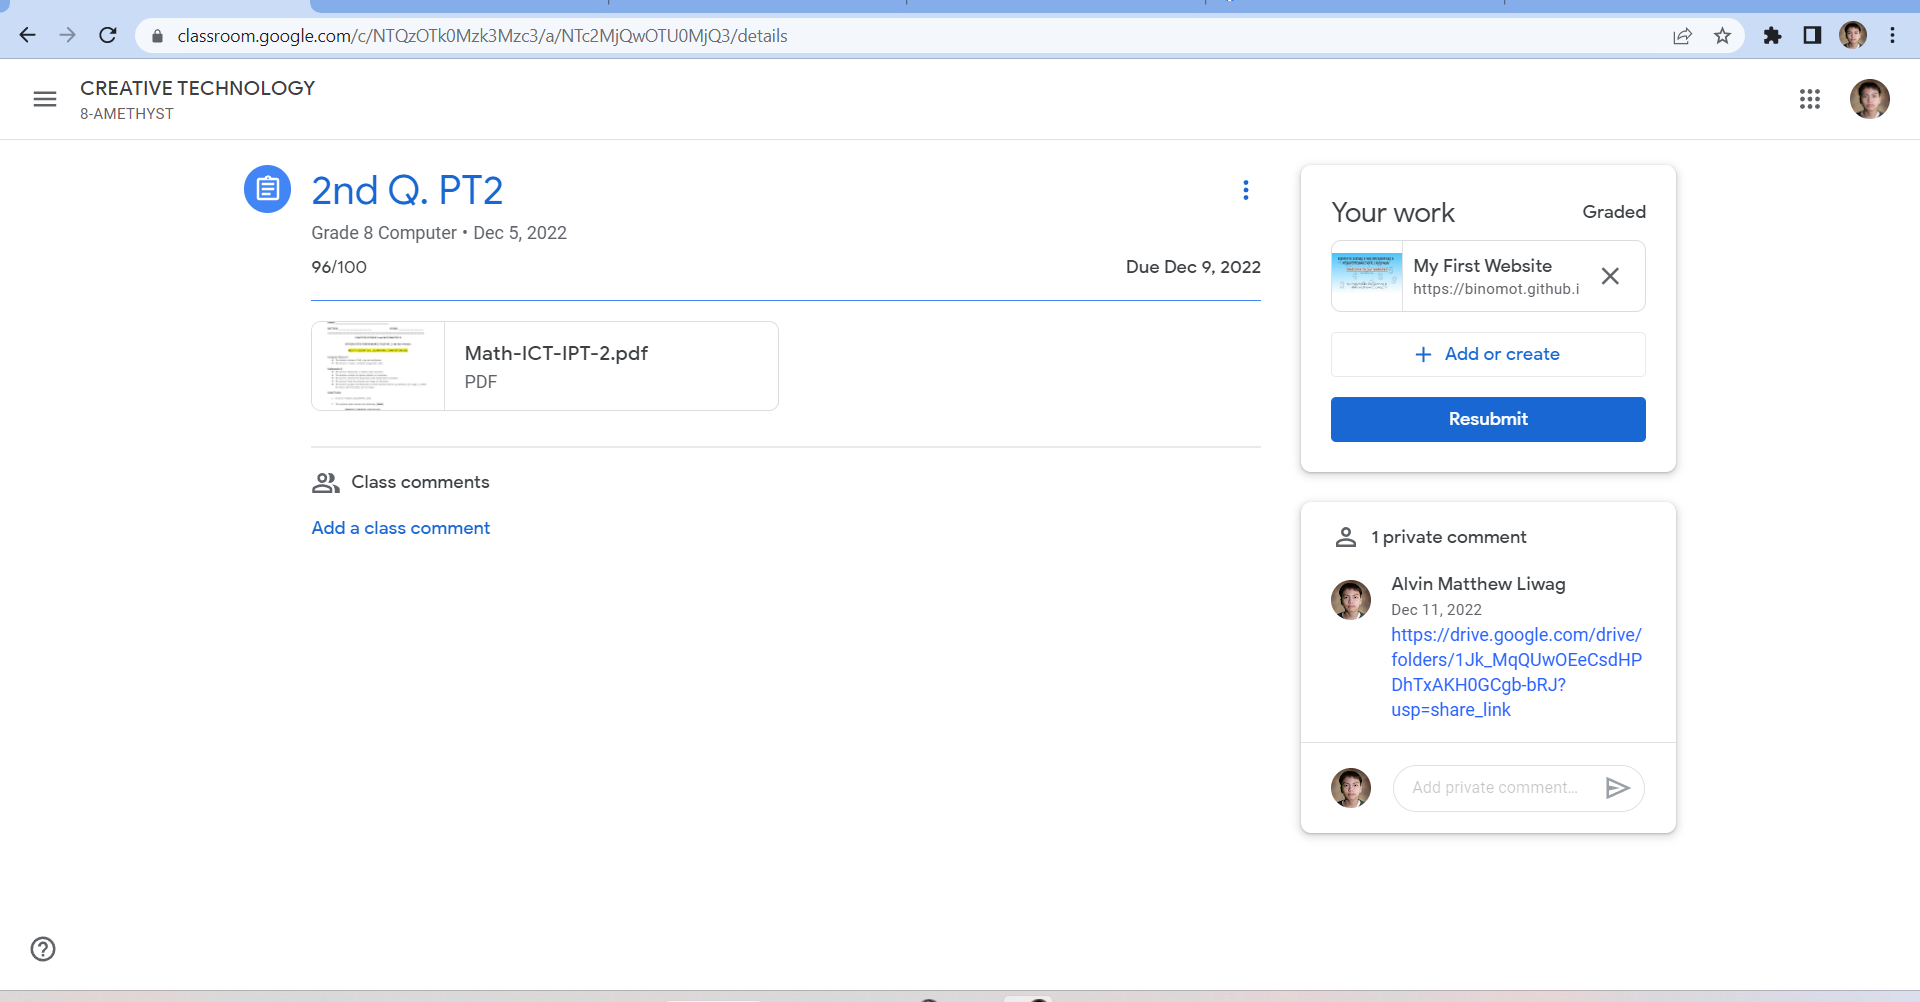 classroom.google.com/c/NTQzOTk0Mzk3Mzc3/a/NTc2MjQwOTU0MjQ3/details
CREATIVE TECHNOLOGY
8-AMETHYST
2nd Q. PT2
Grade 8 Computer • Dec 5, 2022
96/100
Due Dec 9, 2022
Math-ICT-IPT-2.pdf
PDF
Class comments
Add a class comment
Your work
Graded
My First Website
https://binomot.github.i
Add or create
Resubmit
1 private comment
Alvin Matthew Liwag
Dec 11, 2022
https://drive.google.com/drive/
folders/1Jk_MqQUwOEeCsdHP
DhTxAKH0GCgb-bRJ?
usp=share_link
Add private comment...